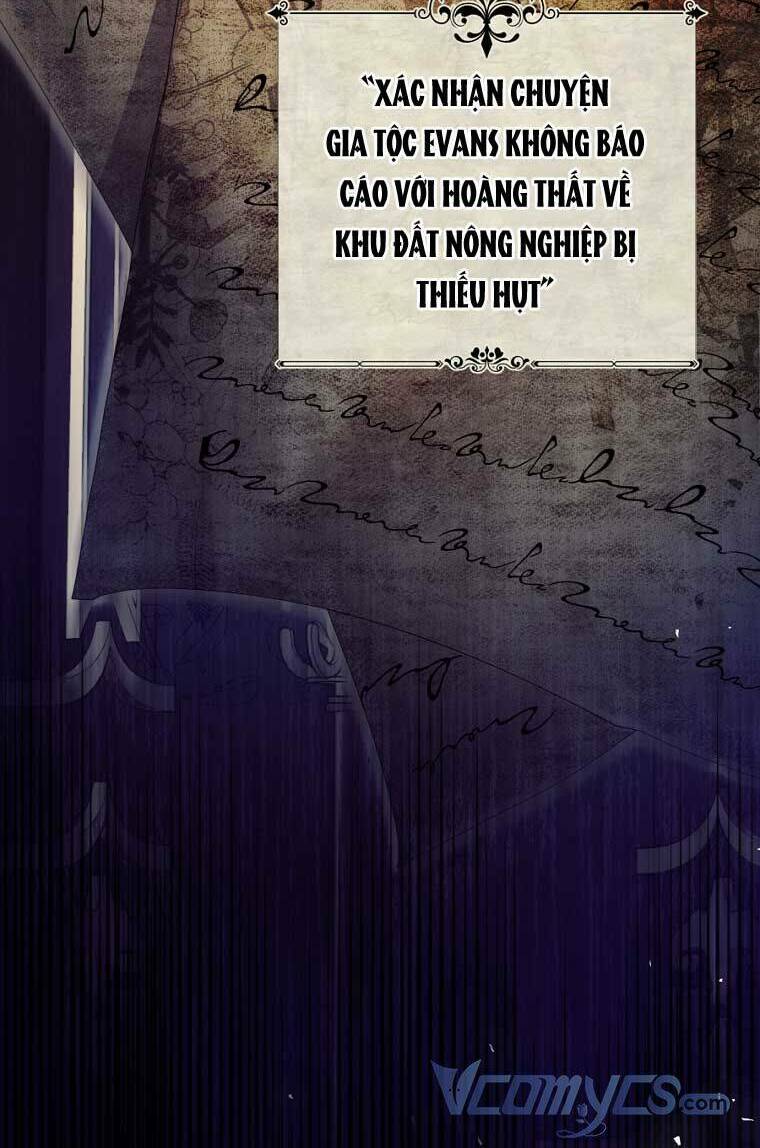 “XÁC NHẬN CHUYỆN
GIA TỘC EVANS KHÔNG BÁO
CÁO VỚI HOÀNG THẤT VỀ
KHU ĐẤT NÔNG NGHIỆP BỊ
THIẾU HỤT”
VCOMYCS.com